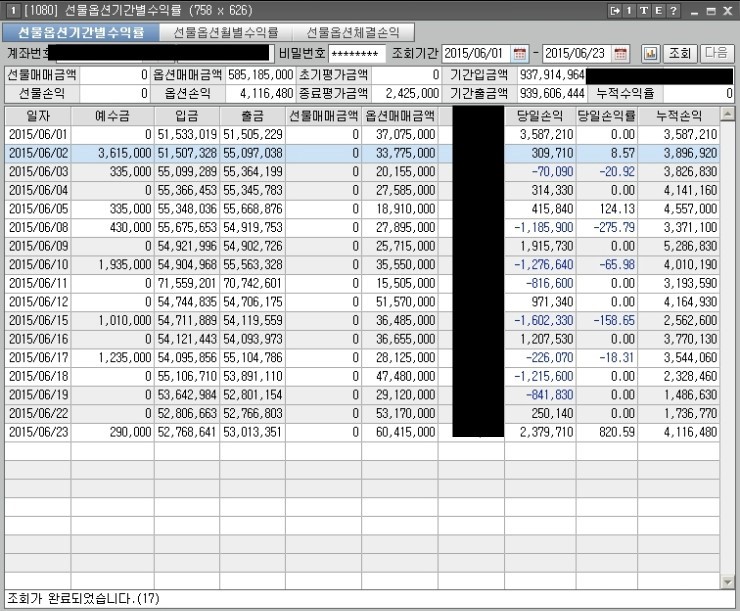 1 [1080] 선물옵션기간별수익률 (758 x 626) 1 T E ?
선물옵션기간별수익률 선물옵션월별수익률 선물옵션체결손익
계좌번호 비밀번호 ******** 조회기간 2015/06/01 - 2015/06/23 조회 다음
선물매매금액 0 옵션매매금액 585,185,000 초기평가금액 0 기간입금액 937,914,964
선물손익 0 옵션손익 4,116,480 종료평가금액 2,425,000 기간출금액 939,606,444 누적수익률 0
일자 예수금 입금 출금 선물매매금액 옵션매매금액 당일손익 당일손익률 누적손익
2015/06/01 0 51,533,019 51,505,229 0 37,075,000 3,587,210 0.00 3,587,210
2015/06/02 3,615,000 51,507,328 55,097,038 0 33,775,000 309,710 8.57 3,896,920
2015/06/03 335,000 55,099,289 55,364,199 0 20,155,000 -70,090 -20.92 3,826,830
2015/06/04 0 55,366,453 55,345,783 0 27,585,000 314,330 0.00 4,141,160
2015/06/05 335,000 55,348,036 55,668,876 0 18,910,000 415,840 124.13 4,557,000
2015/06/08 430,000 55,675,653 54,919,753 0 27,895,000 -1,185,900 -275.79 3,371,100
2015/06/09 0 54,921,996 54,902,726 0 25,715,000 1,915,730 0.00 5,286,830
2015/06/10 1,935,000 54,904,968 55,563,328 0 35,550,000 -1,276,640 -65.98 4,010,190
2015/06/11 0 71,559,201 70,742,601 0 15,505,000 -816,600 0.00 3,193,590
2015/06/12 0 54,744,835 54,706,175 0 51,570,000 971,340 0.00 4,164,930
2015/06/15 1,010,000 54,711,889 54,119,559 0 36,485,000 -1,602,330 -158.65 2,562,600
2015/06/16 0 54,121,443 54,093,973 0 36,655,000 1,207,530 0.00 3,770,130
2015/06/17 1,235,000 54,095,856 55,104,786 0 28,125,000 -226,070 -18.31 3,544,060
2015/06/18 0 55,106,710 53,891,110 0 47,480,000 -1,215,600 0.00 2,328,460
2015/06/19 0 53,642,984 52,801,154 0 29,120,000 -841,830 0.00 1,486,630
2015/06/22 0 52,806,663 52,766,803 0 53,170,000 250,140 0.00 1,736,770
2015/06/23 290,000 52,768,641 53,013,351 0 60,415,000 2,379,710 820.59 4,116,480
조회가 완료되었습니다.(17)